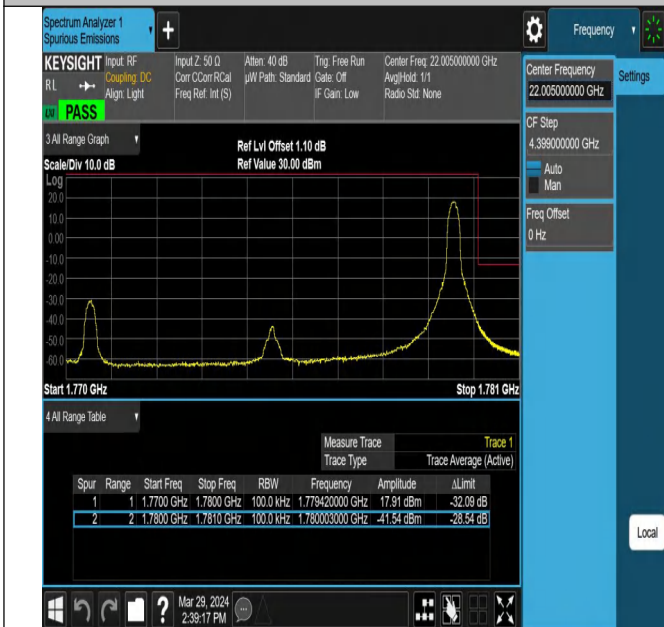 Spectrum Analyzer 1
Spurious Emissions
Frequency
KEYSIGHT Input: RF Input Z: 50 Ω Atten: 40 dB Trig: Free Run Center Freq: 22.005000000 GHz
RL Coupling: DC Corr CCorr RCal µW Path: Standard Gate: Off Avg|Hold: 1/1
Align: Light Freq Ref: Int (S) IF Gain: Low Radio Std: None
PASS
Center Frequency
22.005000000 GHz
Settings
CF Step
4.399000000 GHz
Auto
Man
Freq Offset
0 Hz
3 All Range Graph
Ref Lvl Offset 1.10 dB
Scale/Div 10.0 dB Ref Value 30.00 dBm
Log
20.0
10.0
0.00
-10.0
-20.0
-30.0
-40.0
-50.0
-60.0
Start 1.770 GHz Stop 1.781 GHz
4 All Range Table
Measure Trace Trace 1
Trace Type Trace Average (Active)
Spur Range Start Freq Stop Freq RBW Frequency Amplitude ΔLimit
1 1 1.7700 GHz 1.7800 GHz 100.0 kHz 1.779420000 GHz 17.91 dBm -32.09 dB
2 2 1.7800 GHz 1.7810 GHz 100.0 kHz 1.780003000 GHz -41.54 dBm -28.54 dB
Local
Mar 29, 2024
2:39:17 PM